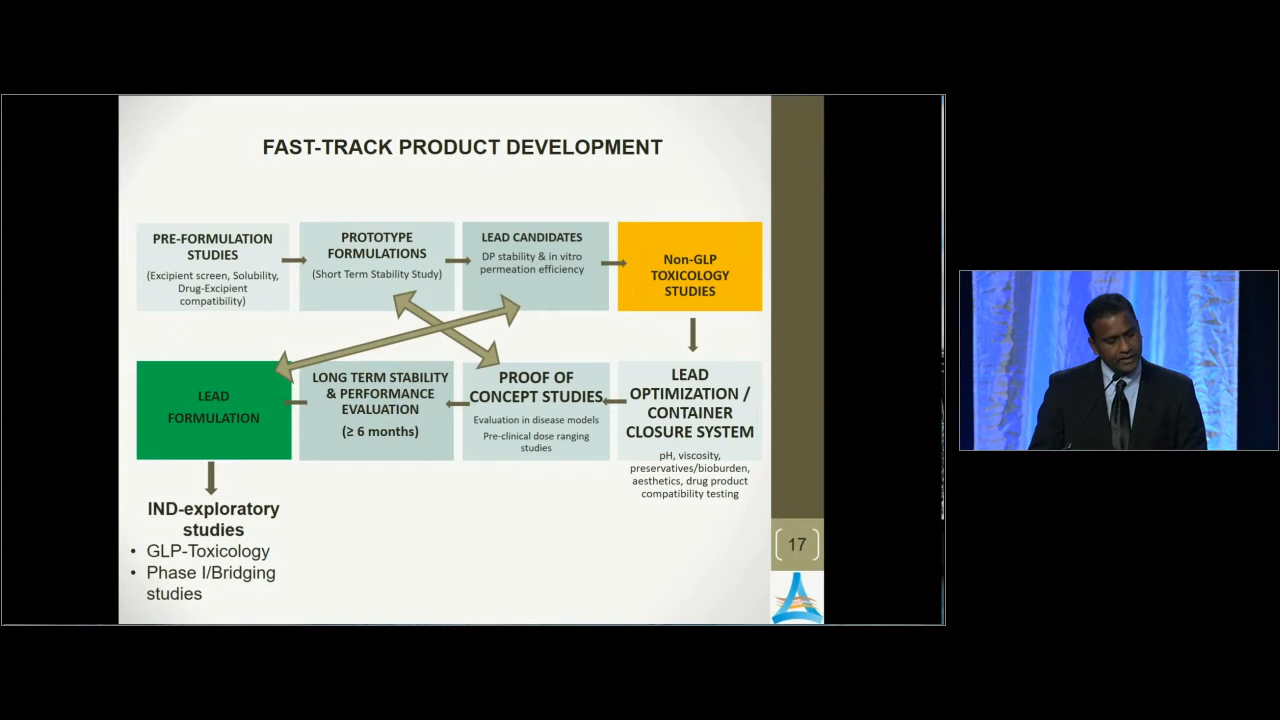 FAST-TRACK PRODUCT DEVELOPMENT
PRE-FORMULATION
STUDIES
(Excipient screen, Solubility,
Drug-Excipient
compatibility)
PROTOTYPE
FORMULATIONS
(Short Term Stability Study)
LEAD CANDIDATES
DP stability & in vitro
permeation efficiency
Non-GLP
TOXICOLOGY
STUDIES
LEAD
FORMULATION
LONG TERM STABILITY
& PERFORMANCE
EVALUATION
(≥ 6 months)
PROOF OF
CONCEPT STUDIES
Evaluation in disease models
Pre-clinical dose ranging
studies
LEAD
OPTIMIZATION /
CONTAINER
CLOSURE SYSTEM
pH, viscosity,
preservatives/bioburden,
aesthetics, drug product
compatibility testing
IND-exploratory
studies
• GLP-Toxicology
• Phase I/Bridging
studies
17